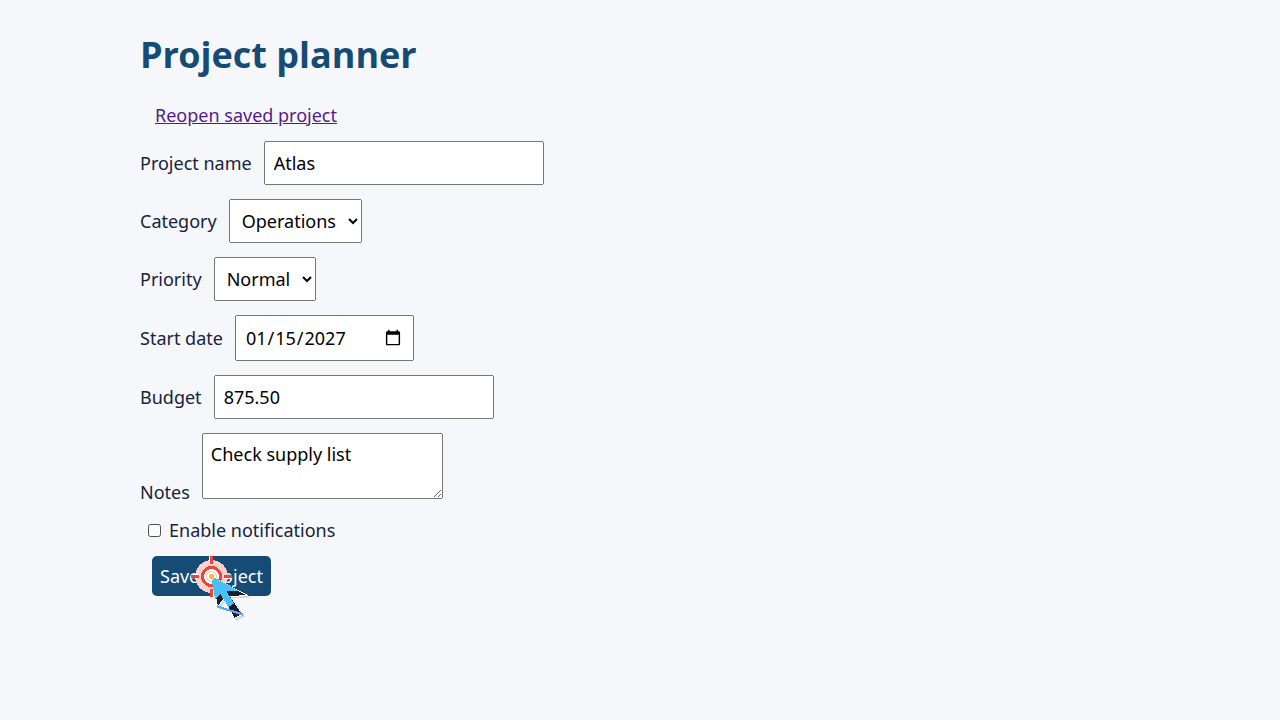 Project planner
Reopen saved project
Project name Atlas
Category Operations
Priority Normal
Start date 01/15/2027
Budget 875.50
Notes Check supply list
Enable notifications
Save